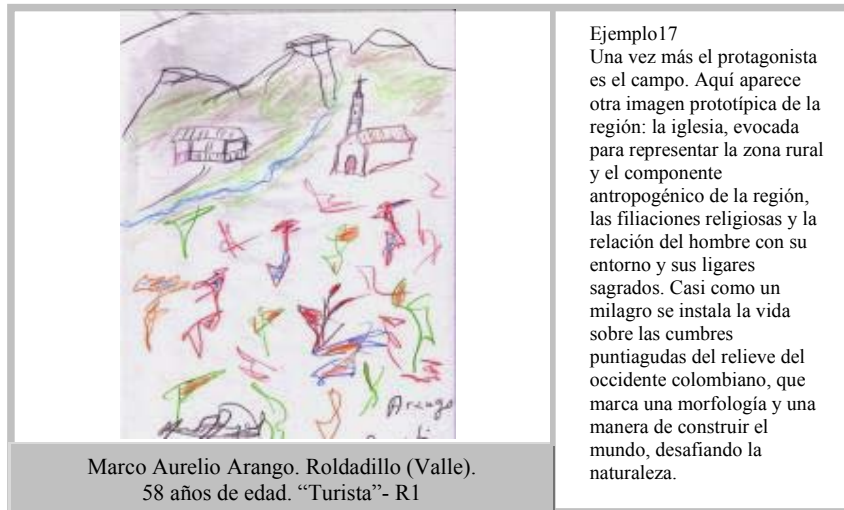 Arango
Marco Aurelio Arango. Roldadillo (Valle).
58 años de edad. “Turista”- R1
Ejemplo17
Una vez más el protagonista
es el campo. Aquí aparece
otra imagen prototípica de la
región: la iglesia, evocada
para representar la zona rural
y el componente
antropogénico de la región,
las filiaciones religiosas y la
relación del hombre con su
entorno y sus ligares
sagrados. Casi como un
milagro se instala la vida
sobre las cumbres
puntiagudas del relieve del
occidente colombiano, que
marca una morfología y una
manera de construir el
mundo, desafiando la
naturaleza.